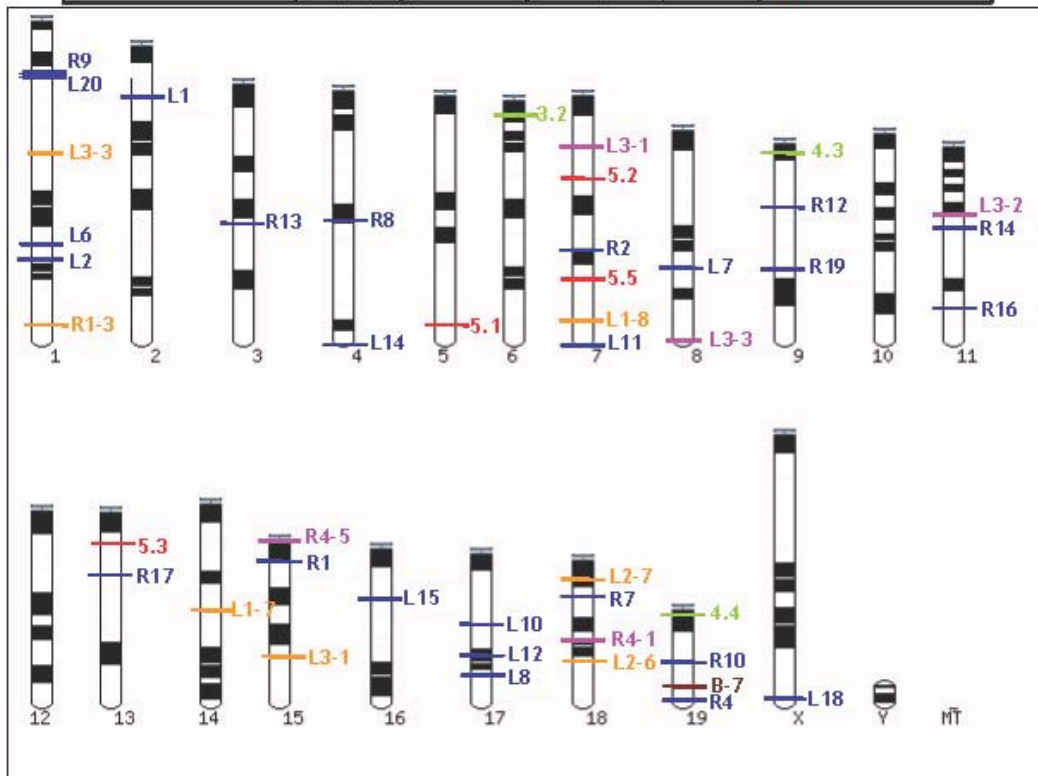 R9
L20
L1
3.2
L3-3
L3-1
4.3
5.2
R12
L3-2
R13
R8
R14
L6
R2
L2
L7
R19
5.5
R16
R1-3
5.1
L1-8
L14
L11
L3-3
1 2 3 4 5 6 7 8 9 10 11
5.3
R4-5
R1
R17
L2-7
R7
L15
L1-7
4.4
L10
R4-1
L3-1
L12
L2-6
R10
L8
B-7
R4
L18
12 13 14 15 16 17 18 19 X Y MT